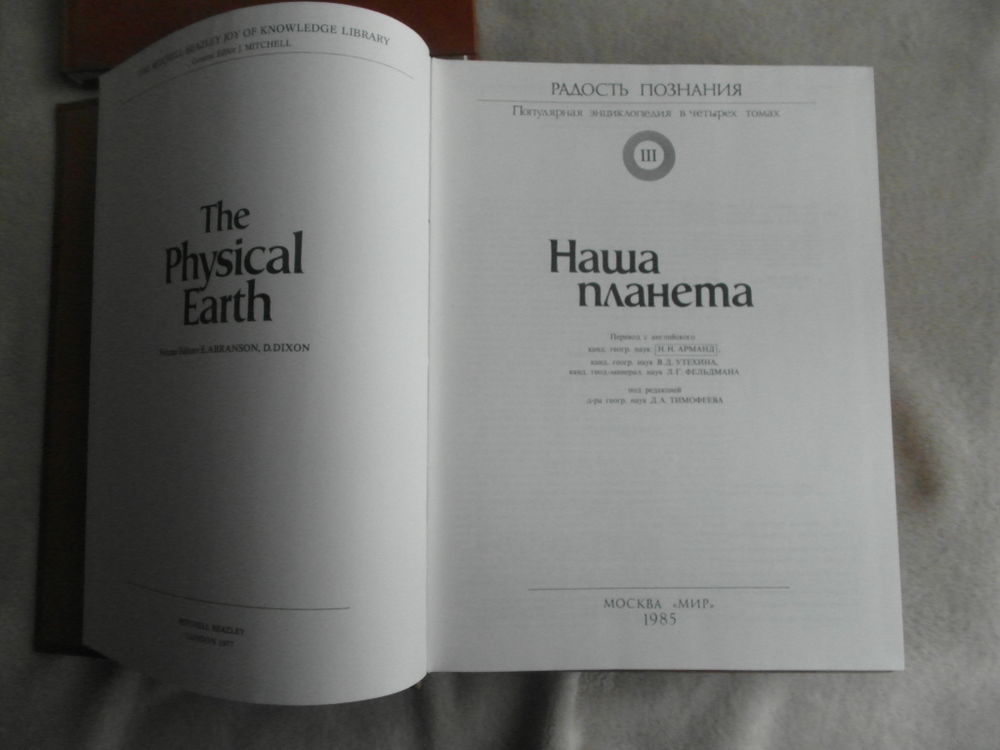 THE MITCHELL BEAZLEY JOY OF KNOWLEDGE LIBRARY
General Editor J. MITCHELL
The
Physical
Earth
Volume Editors E. ABRANSON, D. DIXON
MITCHELL BEAZLEY
LONDON 1977
РАДОСТЬ ПОЗНАНИЯ
Популярная энциклопедия в четырех томах
III
Наша
планета
Перевод с английского
канд. геогр. наук Н. Н. АРМАНД,
канд. геогр. наук В. Д. УТЕХИНА,
канд. геол.-минерал. наук Л. Г. ФЕЛЬДМАНА
под редакцией
д-ра геогр. наук Д. А. ТИМОФЕЕВА
МОСКВА «МИР»
1985